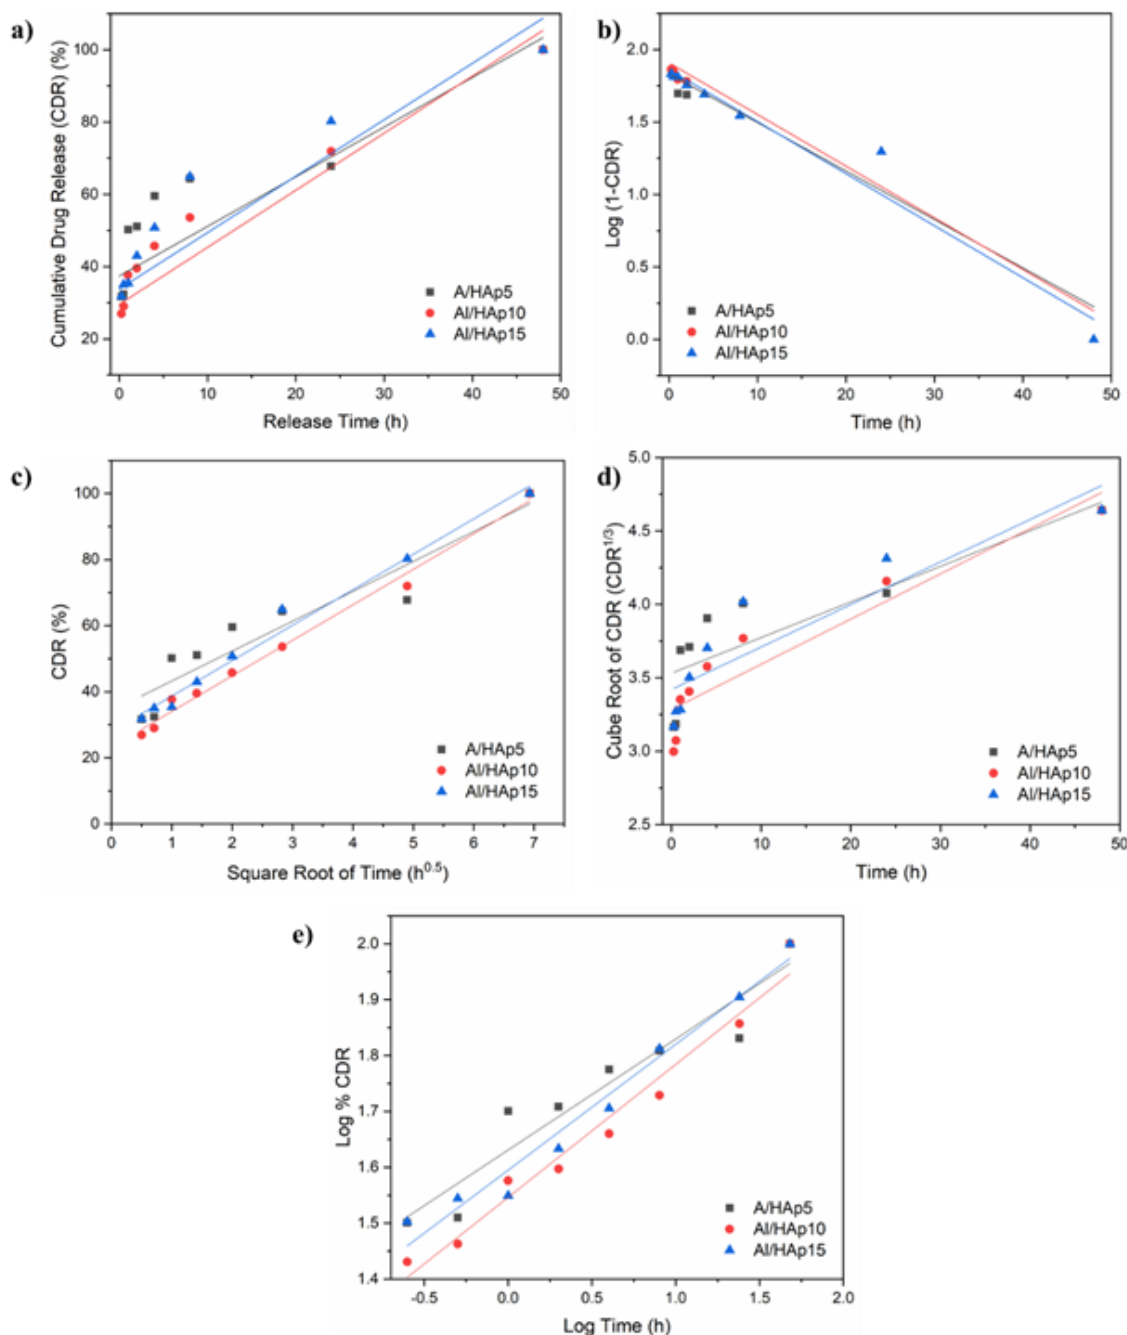 a)
Cumulative Drug Release (CDR) (%)
100
80
60
40
20
0
10
20
30
40
50
Release Time (h)
A/HAp5
Al/HAp10
Al/HAp15
b)
Log (1-CDR)
2.0
1.5
1.0
0.5
0.0
0
10
20
30
40
50
Time (h)
A/HAp5
Al/HAp10
Al/HAp15
c)
CDR (%)
100
80
60
40
20
0
0
1
2
3
4
5
6
7
Square Root of Time (h^0.5)
A/HAp5
Al/HAp10
Al/HAp15
d)
Cube Root of CDR (CDR^1/3)
5.0
4.5
4.0
3.5
3.0
2.5
0
10
20
30
40
50
Time (h)
A/HAp5
Al/HAp10
Al/HAp15
e)
Log % CDR
2.0
1.9
1.8
1.7
1.6
1.5
1.4
-0.5
0.0
0.5
1.0
1.5
2.0
Log Time (h)
A/HAp5
Al/HAp10
Al/HAp15